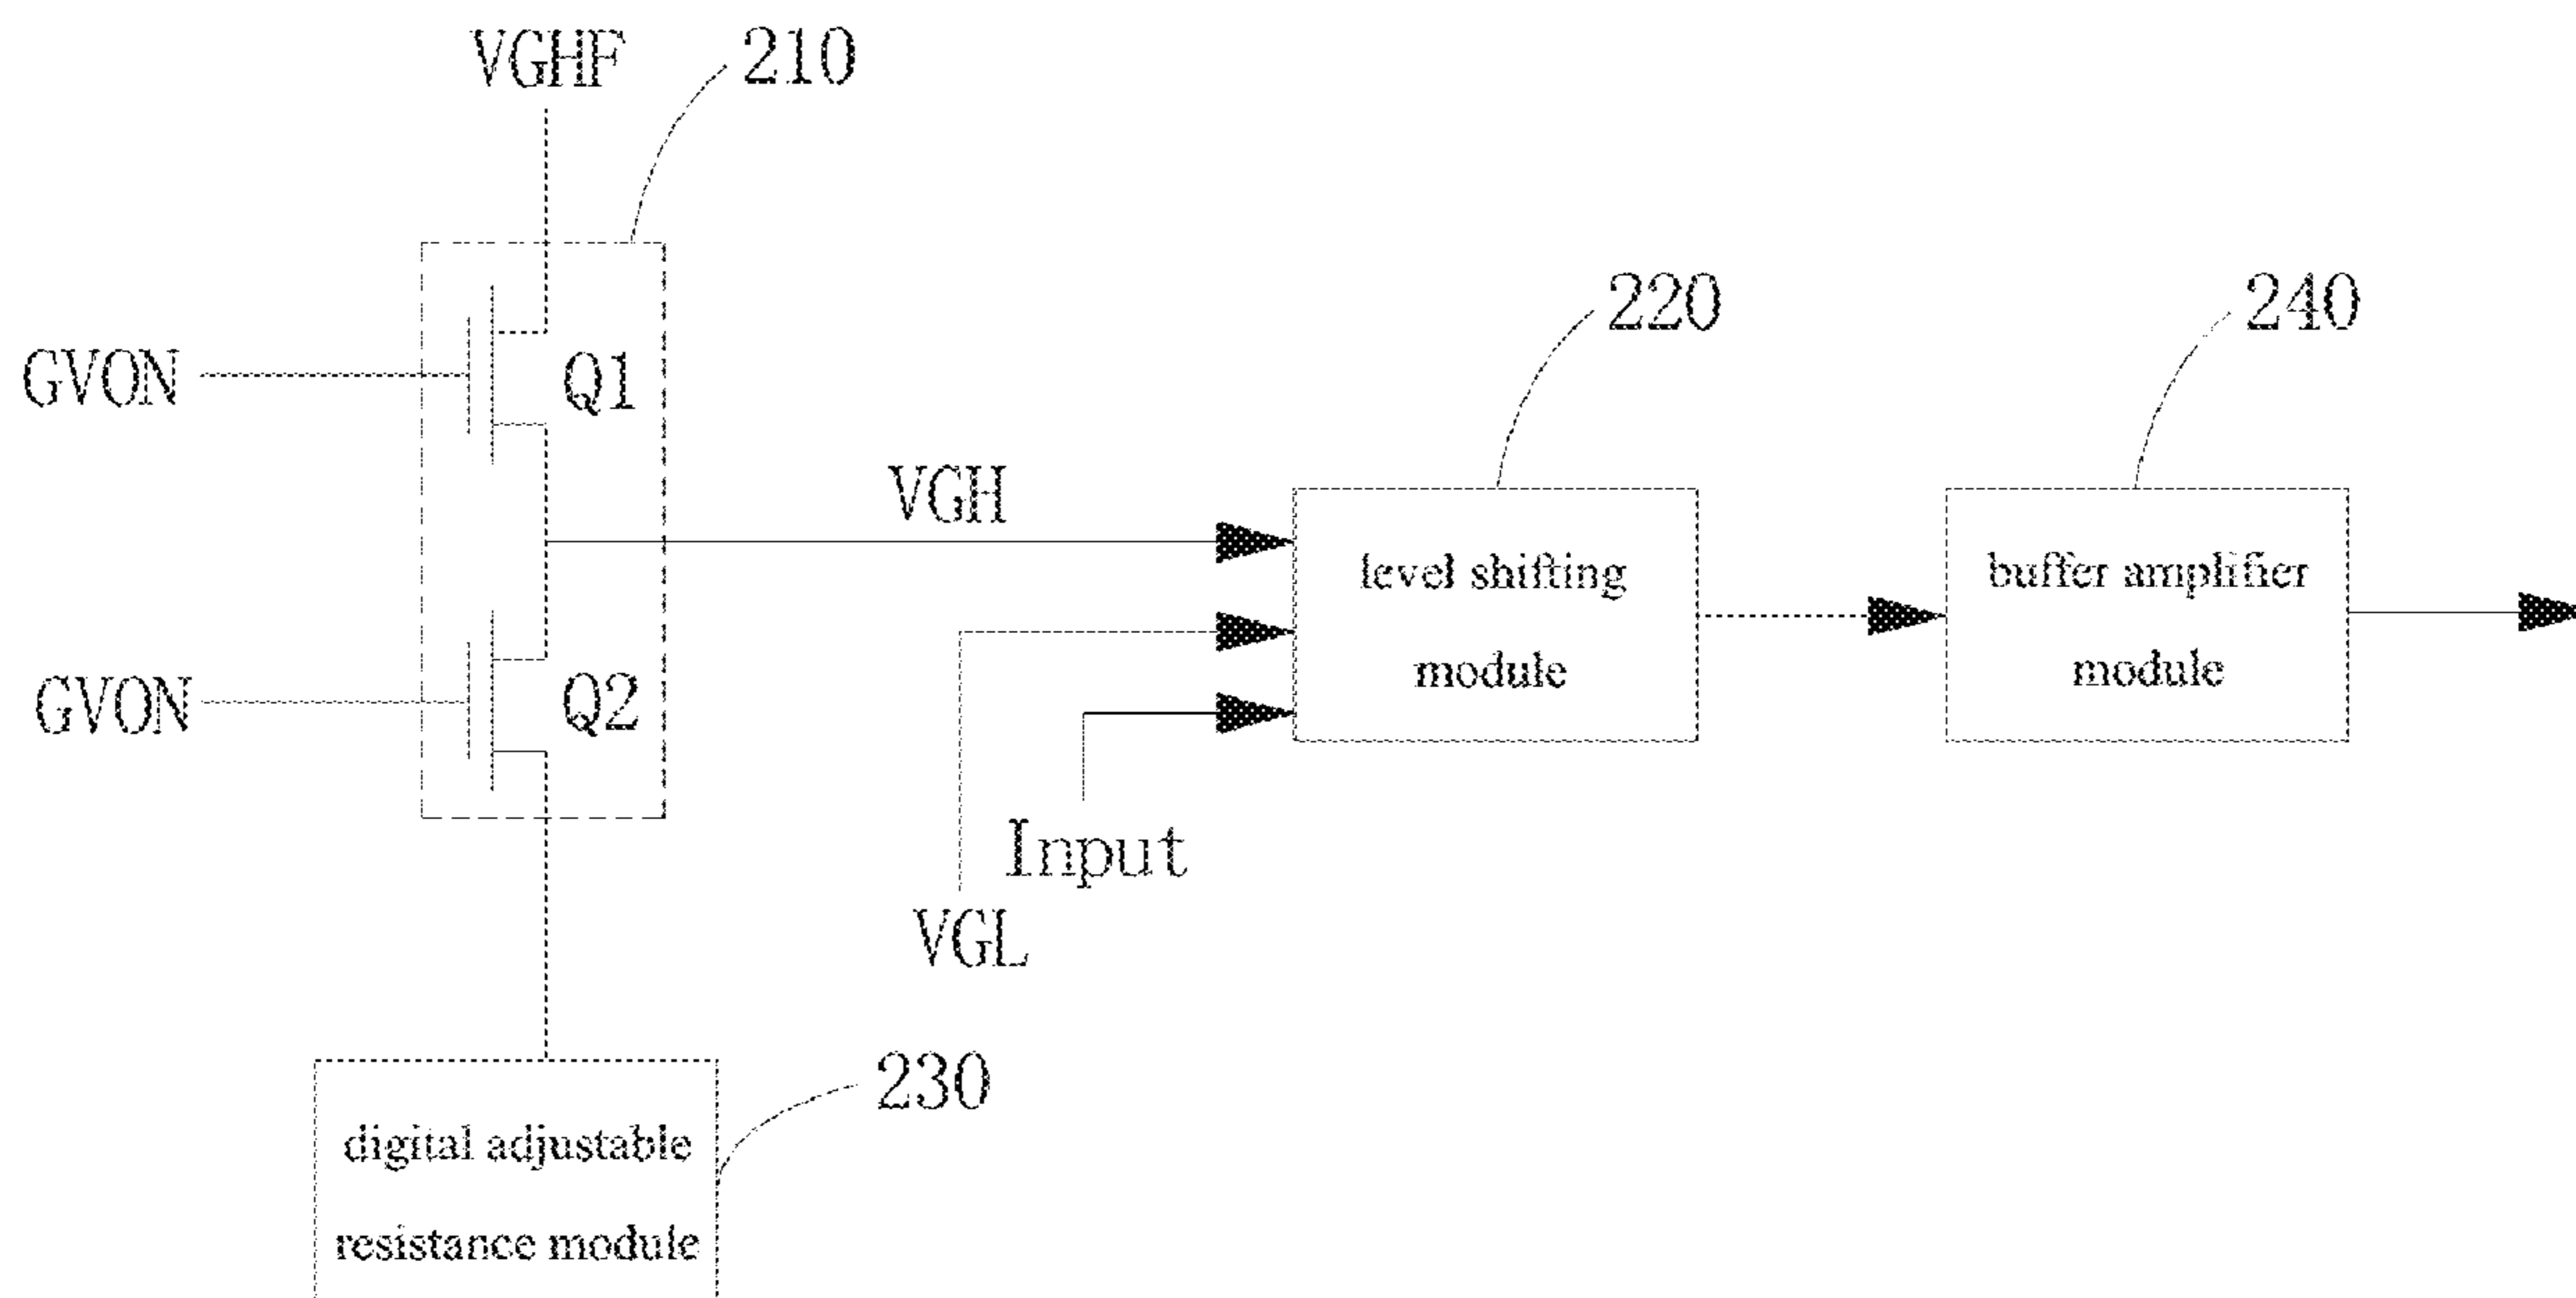 VGHF
210
GVON
Q1
220
240
VGH
level shifting
module
buffer amplifier
module
GVON
Q2
Input
VGL
230
digital adjustable
resistance module